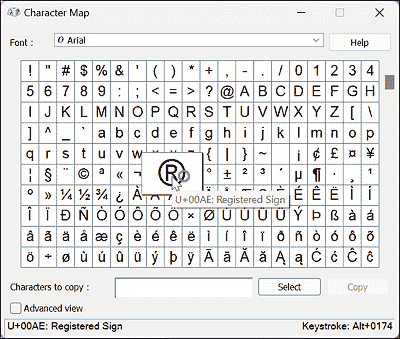 Character Map
Font :
O Arial
Help
! " # $ % & ' ( ) * + , - . / 0 1 2 3 4
5 6 7 8 9 : ; < = > ? @ A B C D E F G H
I J K L M N O P Q R S T U V W X Y Z [ \
] ^ _ ` a b c d e f g h i j k l m n o p
q r s t u v w { | } ~ ¡ ¢ £ ¤ ¥
¦ § ¨ © ª « ® ° ± ² ³ ´ µ ¶ · ¸ ¹
º » ¼ ½ ¾ ¿ À Ì Í
U+00AE: Registered Sign
Î Ï Ð Ñ Ò Ó Ô Õ Ö × Ø Ù Ú Û Ü Ý Þ ß à á
â ã ä å æ ç è é ê ë ì í î ï ð ñ ò ó ô õ
ö ÷ ø ù ú û ü ý þ ÿ Ā ā Ă ă Ą ą Ć ć Ĉ ĉ
Characters to copy :
Select
Copy
Advanced view
U+00AE: Registered Sign
Keystroke: Alt+0174